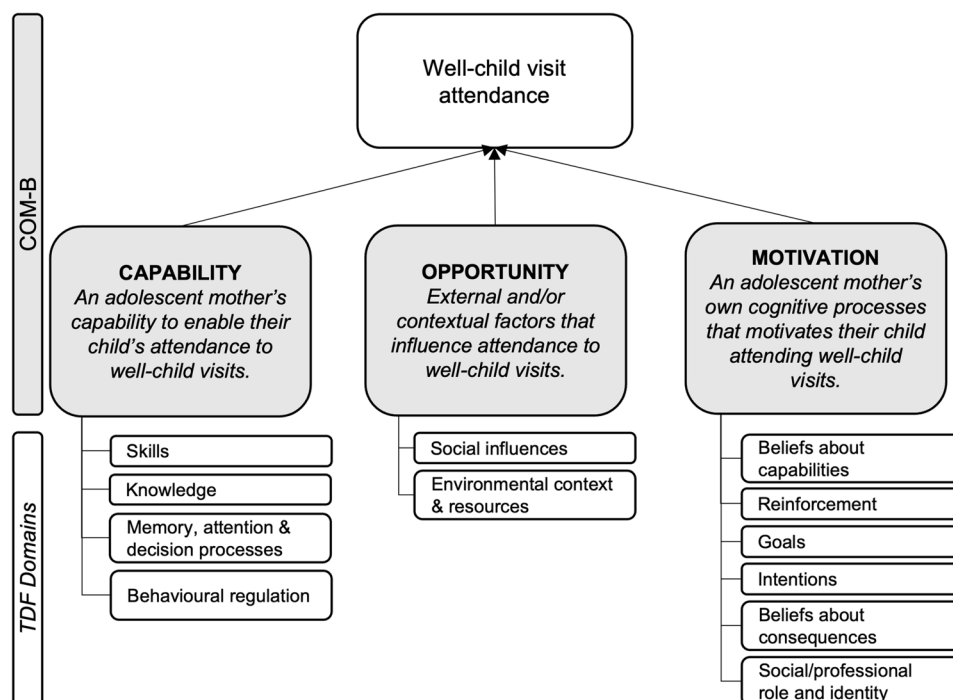 Well-child visit
attendance
COM-B
CAPABILITY
An adolescent mother's
capability to enable their
child's attendance to
well-child visits.
OPPORTUNITY
External and/or
contextual factors that
influence attendance to
well-child visits.
MOTIVATION
An adolescent mother's
own cognitive processes
that motivates their child
attending well-child
visits.
TDF Domains
Skills
Knowledge
Memory, attention &
decision processes
Behavioural regulation
Social influences
Environmental context
& resources
Beliefs about
capabilities
Reinforcement
Goals
Intentions
Beliefs about
consequences
Social/professional
role and identity